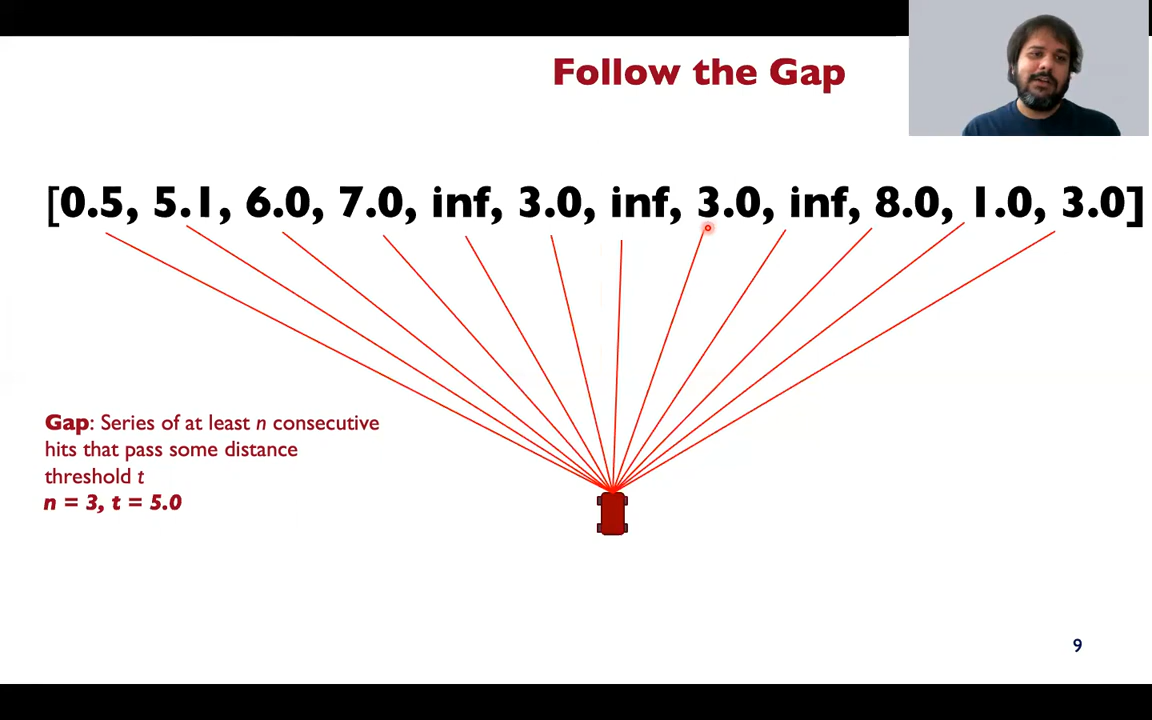 Follow the Gap
[0.5, 5.1, 6.0, 7.0, inf, 3.0, inf, 3.0, inf, 8.0, 1.0, 3.0]
Gap: Series of at least n consecutive
hits that pass some distance
threshold t
n = 3, t = 5.0
9